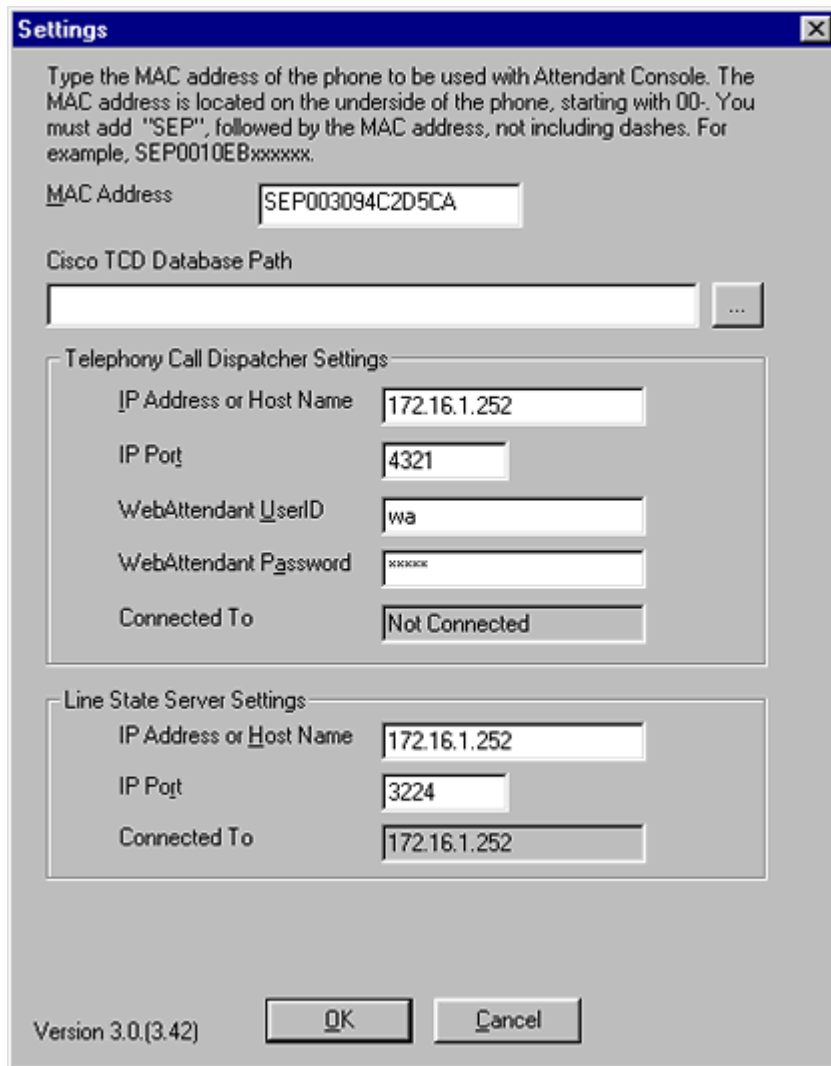 Settings
Type the MAC address of the phone to be used with Attendant Console. The
MAC address is located on the underside of the phone, starting with 00-. You
must add "SEP", followed by the MAC address, not including dashes. For
example, SEP0010EBxxxxxx.
MAC Address SEP003094C2D5CA
Cisco TCD Database Path
...
Telephony Call Dispatcher Settings
IP Address or Host Name 172.16.1.252
IP Port 4321
WebAttendant UserID wa
WebAttendant Password *****
Connected To Not Connected
Line State Server Settings
IP Address or Host Name 172.16.1.252
IP Port 3224
Connected To 172.16.1.252
Version 3.0.(3.42) OK Cancel